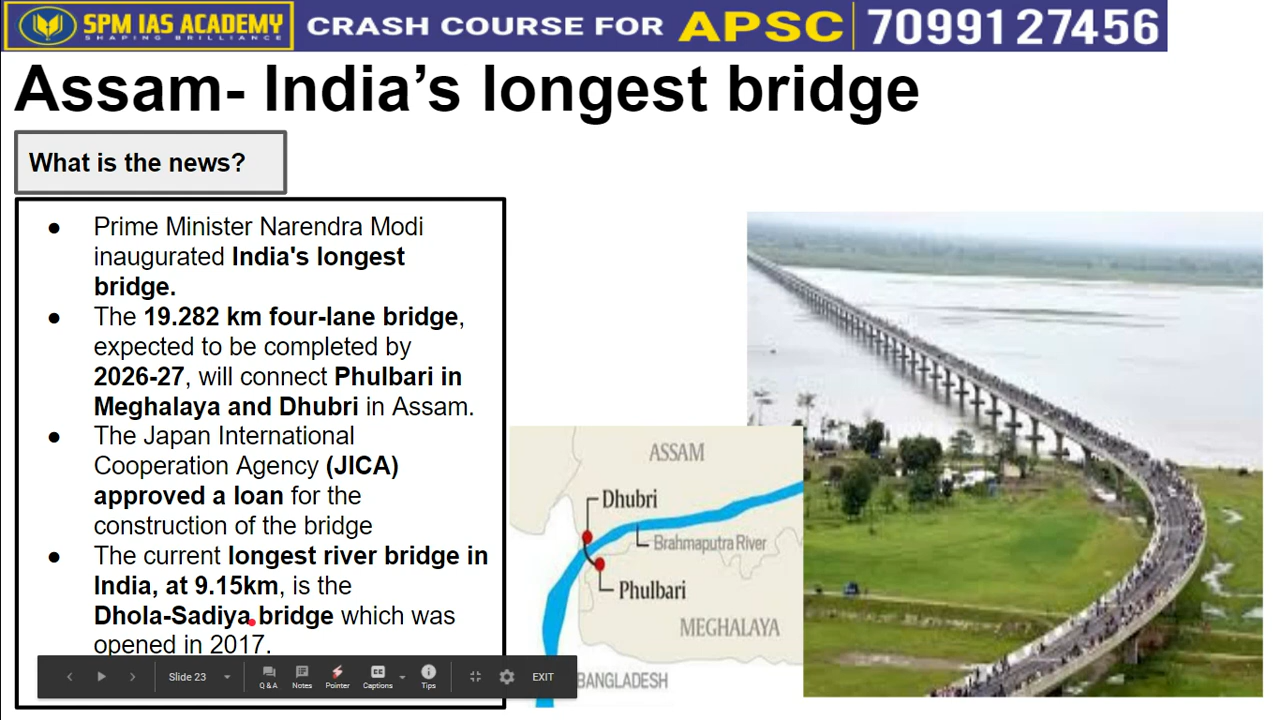 SPM IAS ACADEMY
SHAPING BRILLIANCE
CRASH COURSE FOR APSC 7099127456
Assam- India’s longest bridge
What is the news?
● Prime Minister Narendra Modi
inaugurated India's longest
bridge.
● The 19.282 km four-lane bridge,
expected to be completed by
2026-27, will connect Phulbari in
Meghalaya and Dhubri in Assam.
● The Japan International
Cooperation Agency (JICA)
approved a loan for the
construction of the bridge
● The current longest river bridge in
India, at 9.15km, is the
Dhola-Sadiya bridge which was
opened in 2017.
ASSAM
Dhubri
Brahmaputra River
Phulbari
MEGHALAYA
BANGLADESH
Slide 23
Q & A
Notes
Pointer
CC
Captions
Tips
EXIT